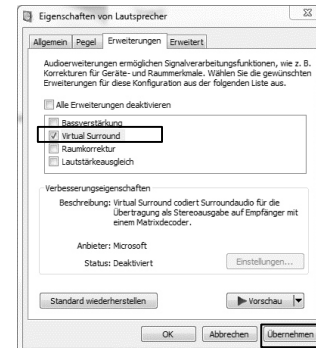 Eigenschaften von Lautsprecher
Allgemein Pegel Erweiterungen Erweitert
Audioerweiterungen ermöglichen Signalverarbeitungsfunktionen, wie z. B.
Korrekturen für Geräte- und Raummerkmale. Wählen Sie die gewünschten
Erweiterungen für diese Konfiguration aus der folgenden Liste aus.
Alle Erweiterungen deaktivieren
Bassverstärkung
Virtual Surround
Raumkorrektur
Lautstärkeausgleich
Verbesserungseigenschaften
Beschreibung: Virtual Surround codiert Surroundaudio für die
Übertragung als Stereoausgabe auf Empfänger mit
einem Matrixdecoder.
Anbieter: Microsoft
Status: Deaktiviert
Einstellungen...
Standard wiederherstellen
Vorschau
OK Abbrechen Übernehmen